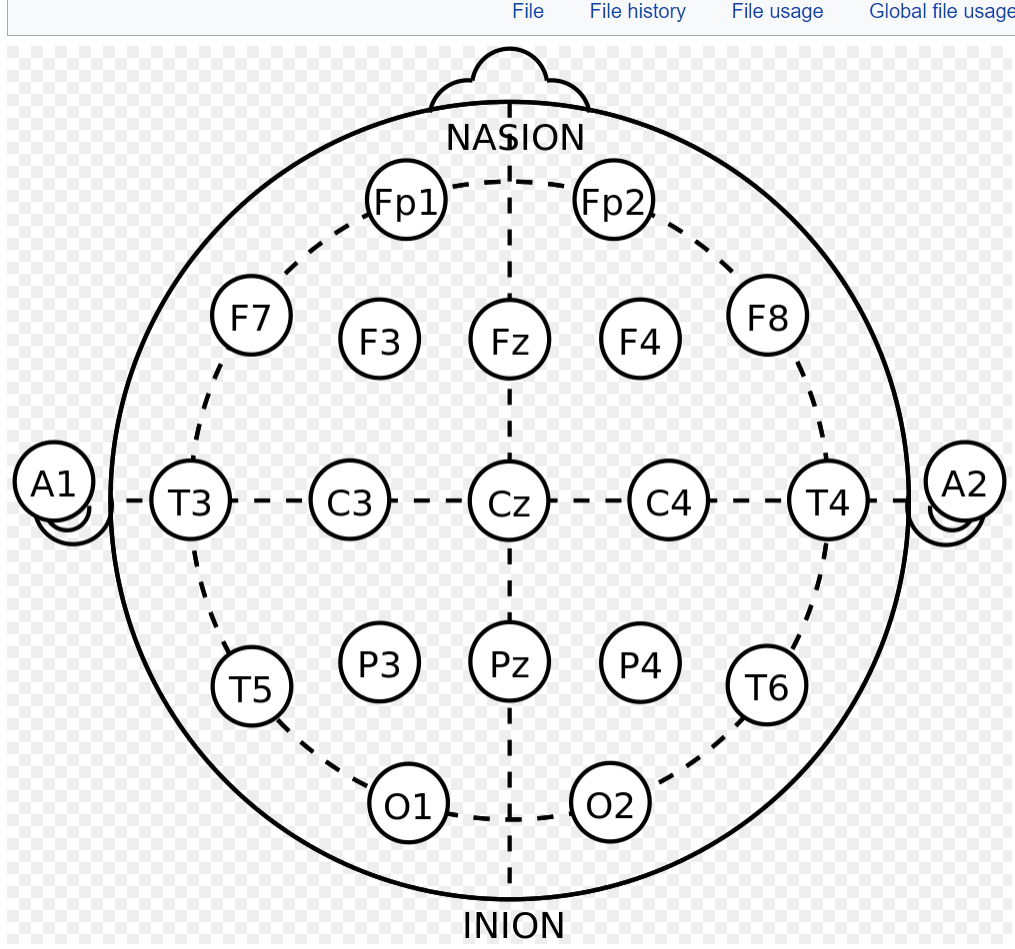 File File history File usage Global file usage
NASION
Fp1 Fp2
F7 F3 Fz F4 F8
A1 T3 C3 Cz C4 T4 A2
T5 P3 Pz P4 T6
O1 O2
INION